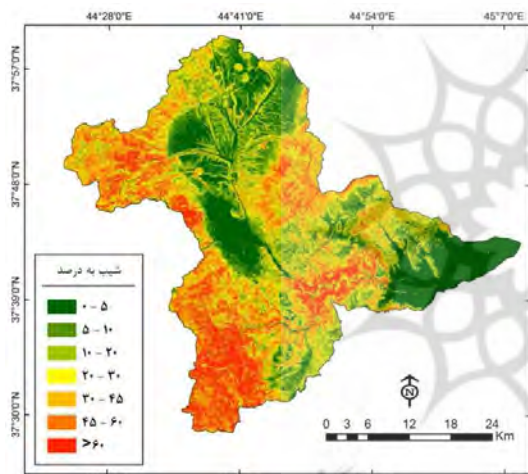 44°28'0"E 44°41'0"E 44°54'0"E 45°7'0"E
37°57'0"N
37°48'0"N
37°39'0"N
37°30'0"N
شیب به درصد
۰ - ۵
۵ - ۱۰
۱۰ - ۲۰
۲۰ - ۳۰
۳۰ - ۴۵
۴۵ - ۶۰
>۶۰
N
0 3 6 12 18 24
Km